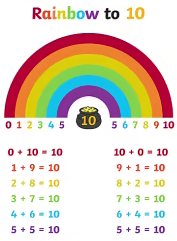 Rainbow to 10
10
0 1 2 3 4 5 5 6 7 8 9 10
0 + 10 = 10
1 + 9 = 10
2 + 8 = 10
3 + 7 = 10
4 + 6 = 10
5 + 5 = 10
10 + 0 = 10
9 + 1 = 10
8 + 2 = 10
7 + 3 = 10
6 + 4 = 10
5 + 5 = 10